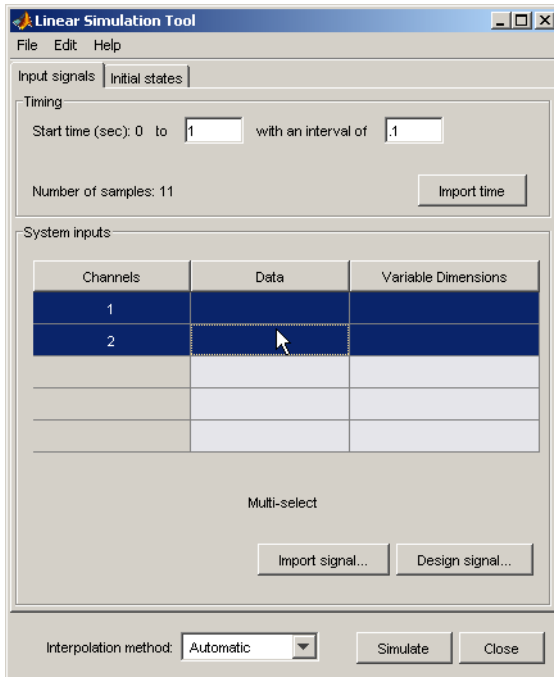 Linear Simulation Tool
File Edit Help
Input signals Initial states
Timing
Start time (sec): 0 to 1 with an interval of .1
Number of samples: 11 Import time
System inputs
Channels Data Variable Dimensions
1
2
Multi-select
Import signal... Design signal...
Interpolation method: Automatic Simulate Close